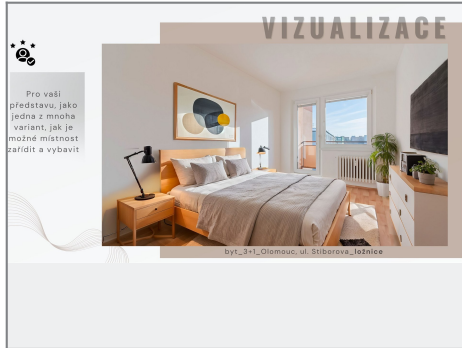 VIZUALIZACE
Pro vaši
představu, jako
jedna z mnoha
variant, jak je
možné místnost
zařídit a vybavit
byt_3+1_Olomouc, ul. Stiborova_ložnice